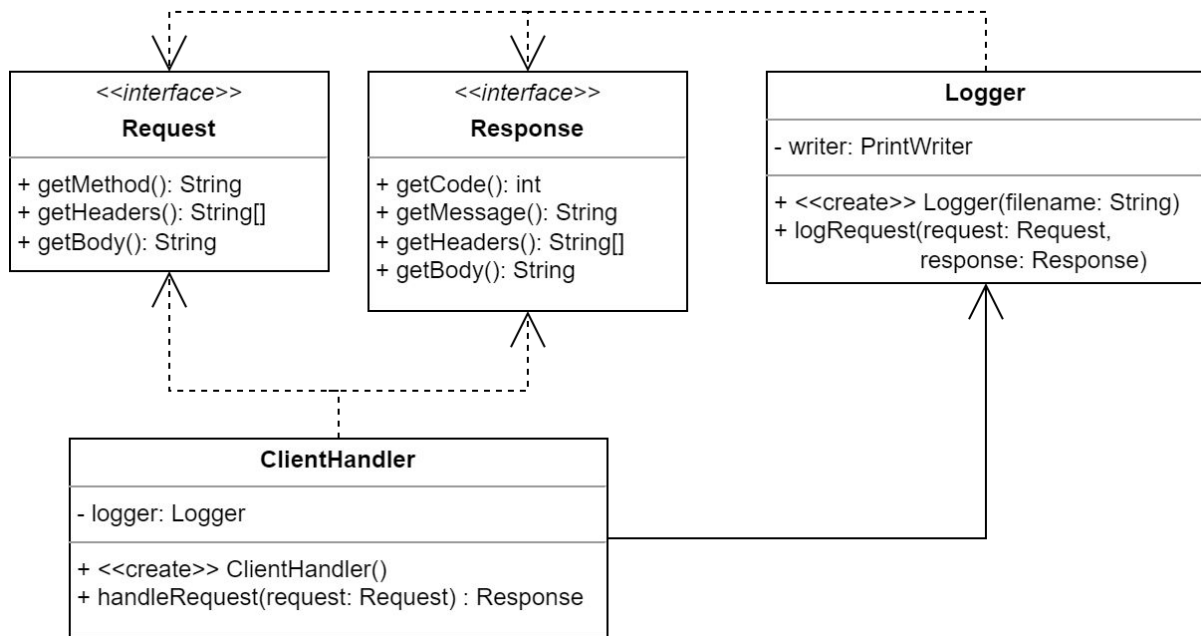 <<interface>>
Request
+ getMethod(): String
+ getHeaders(): String[]
+ getBody(): String
<<interface>>
Response
+ getCode(): int
+ getMessage(): String
+ getHeaders(): String[]
+ getBody(): String
Logger
- writer: PrintWriter
+ <<create>> Logger(filename: String)
+ logRequest(request: Request,
response: Response)
ClientHandler
- logger: Logger
+ <<create>> ClientHandler()
+ handleRequest(request: Request) : Response